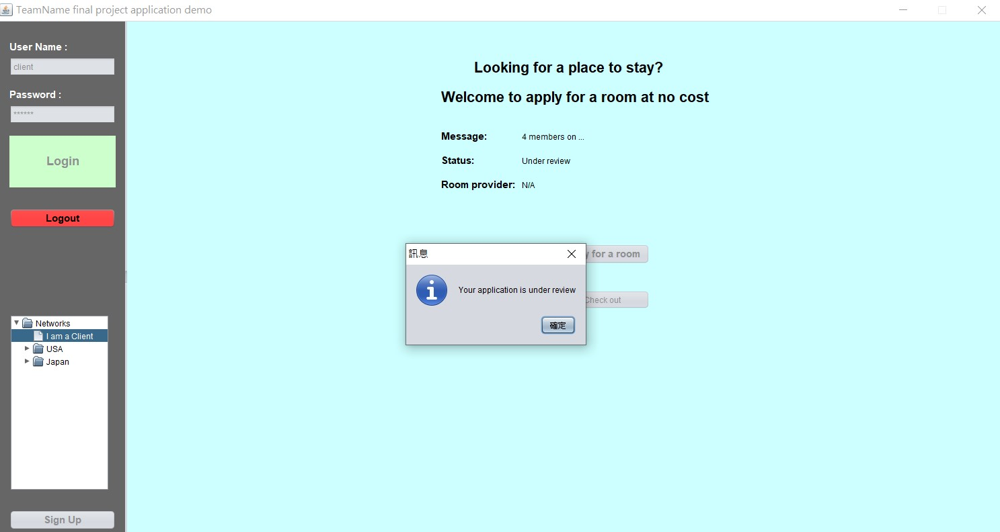 TeamName final project application demo
User Name :
client
Password :
******
Login
Logout
Networks
I am a Client
USA
Japan
Sign Up
Looking for a place to stay?
Welcome to apply for a room at no cost
Message: 4 members on ...
Status: Under review
Room provider: N/A
for a room
Check out
訊息
Your application is under review
確定